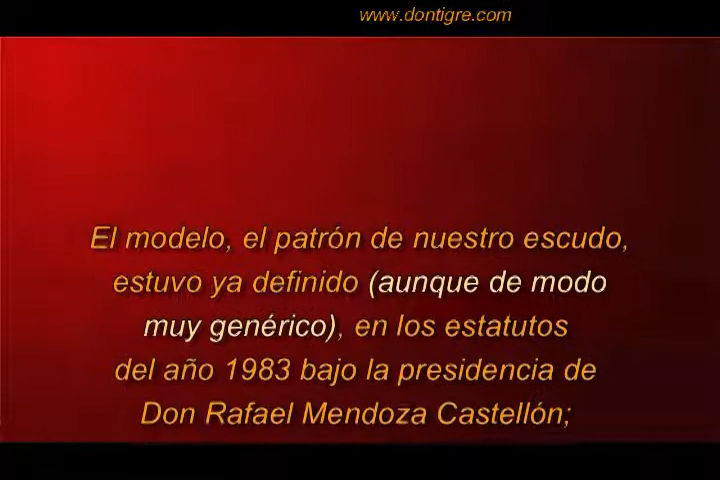 www.dontigre.com
El modelo, el patrón de nuestro escudo,
estuvo ya definido (aunque de modo
muy genérico), en los estatutos
del año 1983 bajo la presidencia de
Don Rafael Mendoza Castellón;